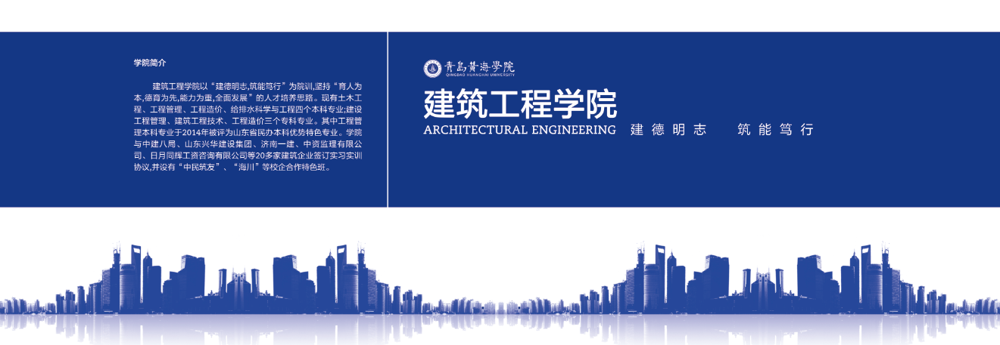 学院简介
建筑工程学院以“建德明志,筑能笃行”为院训,坚持“育人为
本,德育为先,能力为重,全面发展”的人才培养思路。现有土木工
程、工程管理、工程造价、给排水科学与工程四个本科专业;建设
工程管理、建筑工程技术、工程造价三个专科专业。其中工程管
理本科专业于2014年被评为山东省民办本科优势特色专业。学院
与中建八局、山东兴华建设集团、济南一建、中资监理有限公
司、日月同辉工资咨询有限公司等20多家建筑企业签订实习实训
协议,并设有“中民筑友”、“海川”等校企合作特色班。
青岛黄海學院
QINGDAO HUANGHAI UNIVERSITY
建筑工程学院
ARCHITECTURAL ENGINEERING 建德明志 筑能笃行